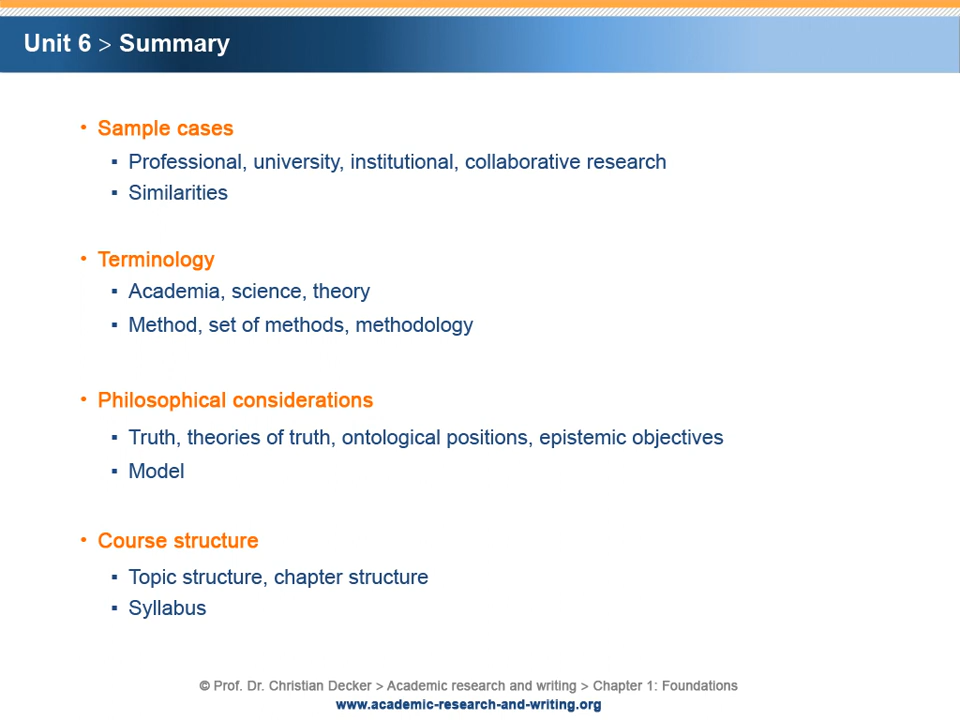 Unit 6 > Summary
• Sample cases
▪ Professional, university, institutional, collaborative research
▪ Similarities
• Terminology
▪ Academia, science, theory
▪ Method, set of methods, methodology
• Philosophical considerations
▪ Truth, theories of truth, ontological positions, epistemic objectives
▪ Model
• Course structure
▪ Topic structure, chapter structure
▪ Syllabus
© Prof. Dr. Christian Decker > Academic research and writing > Chapter 1: Foundations
www.academic-research-and-writing.org